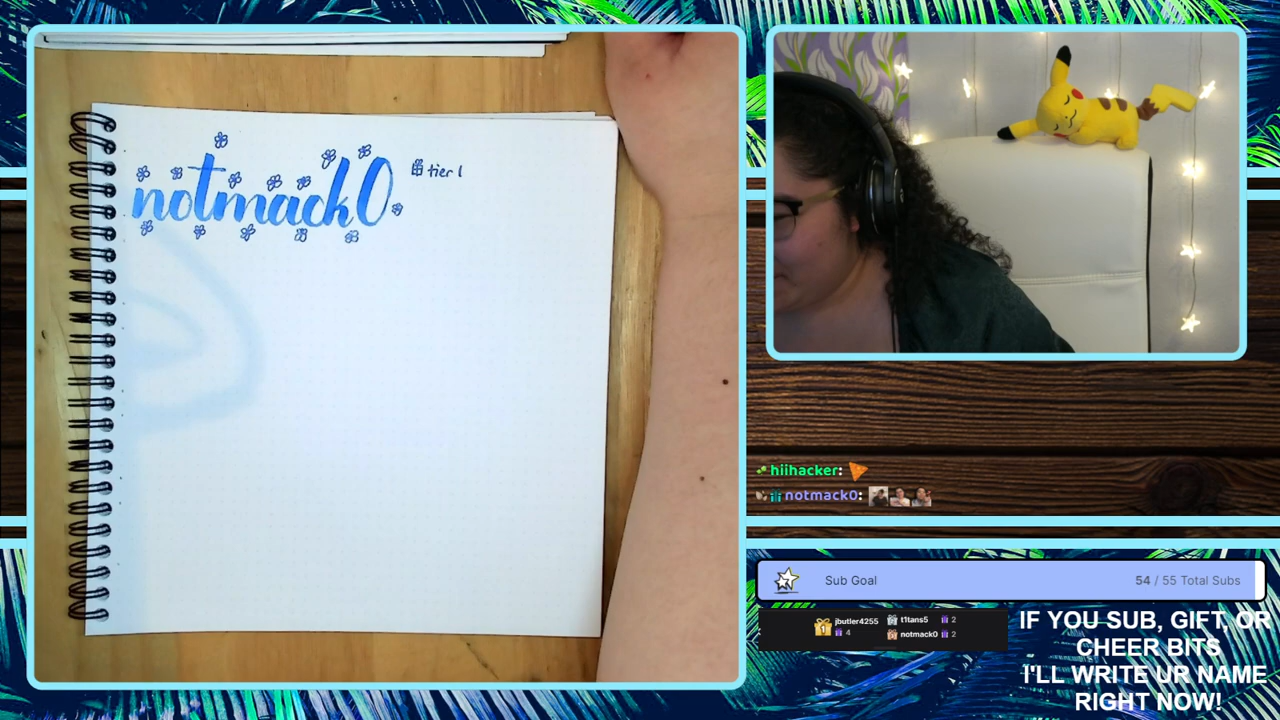 notmack0
tier 1
hiihacker:
notmack0:
Sub Goal
54 / 55 Total Subs
1
jbutler4255
4
t1tans5
2
notmack0
2
IF YOU SUB, GIFT, OR
CHEER BITS
I'LL WRITE UR NAME
RIGHT NOW!